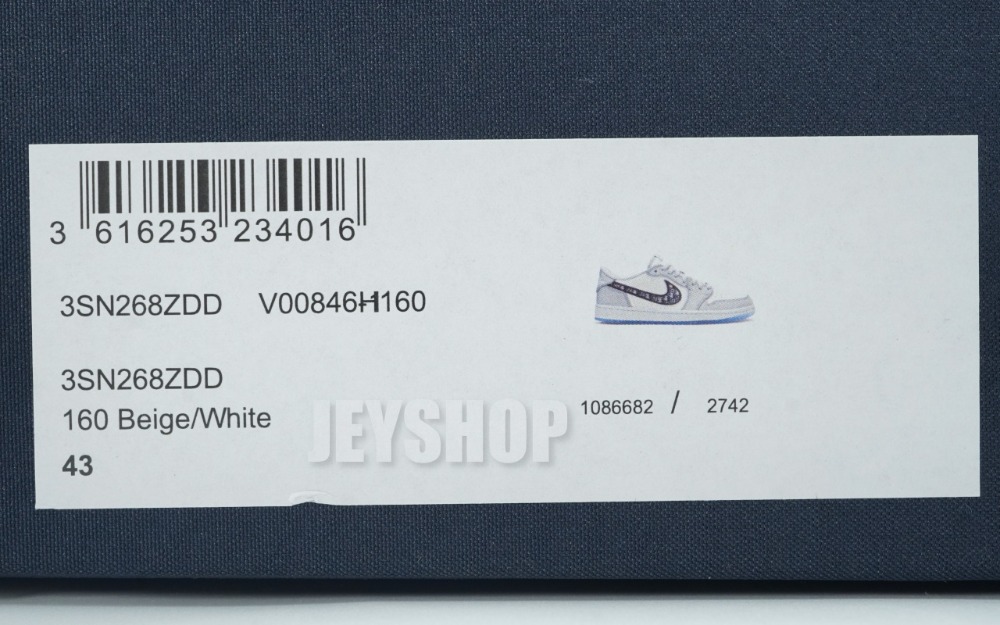 3 616253 234016
3SN268ZDD V00846H160
3SN268ZDD
160 Beige/White
43
JEYSHOP
1086682 / 2742